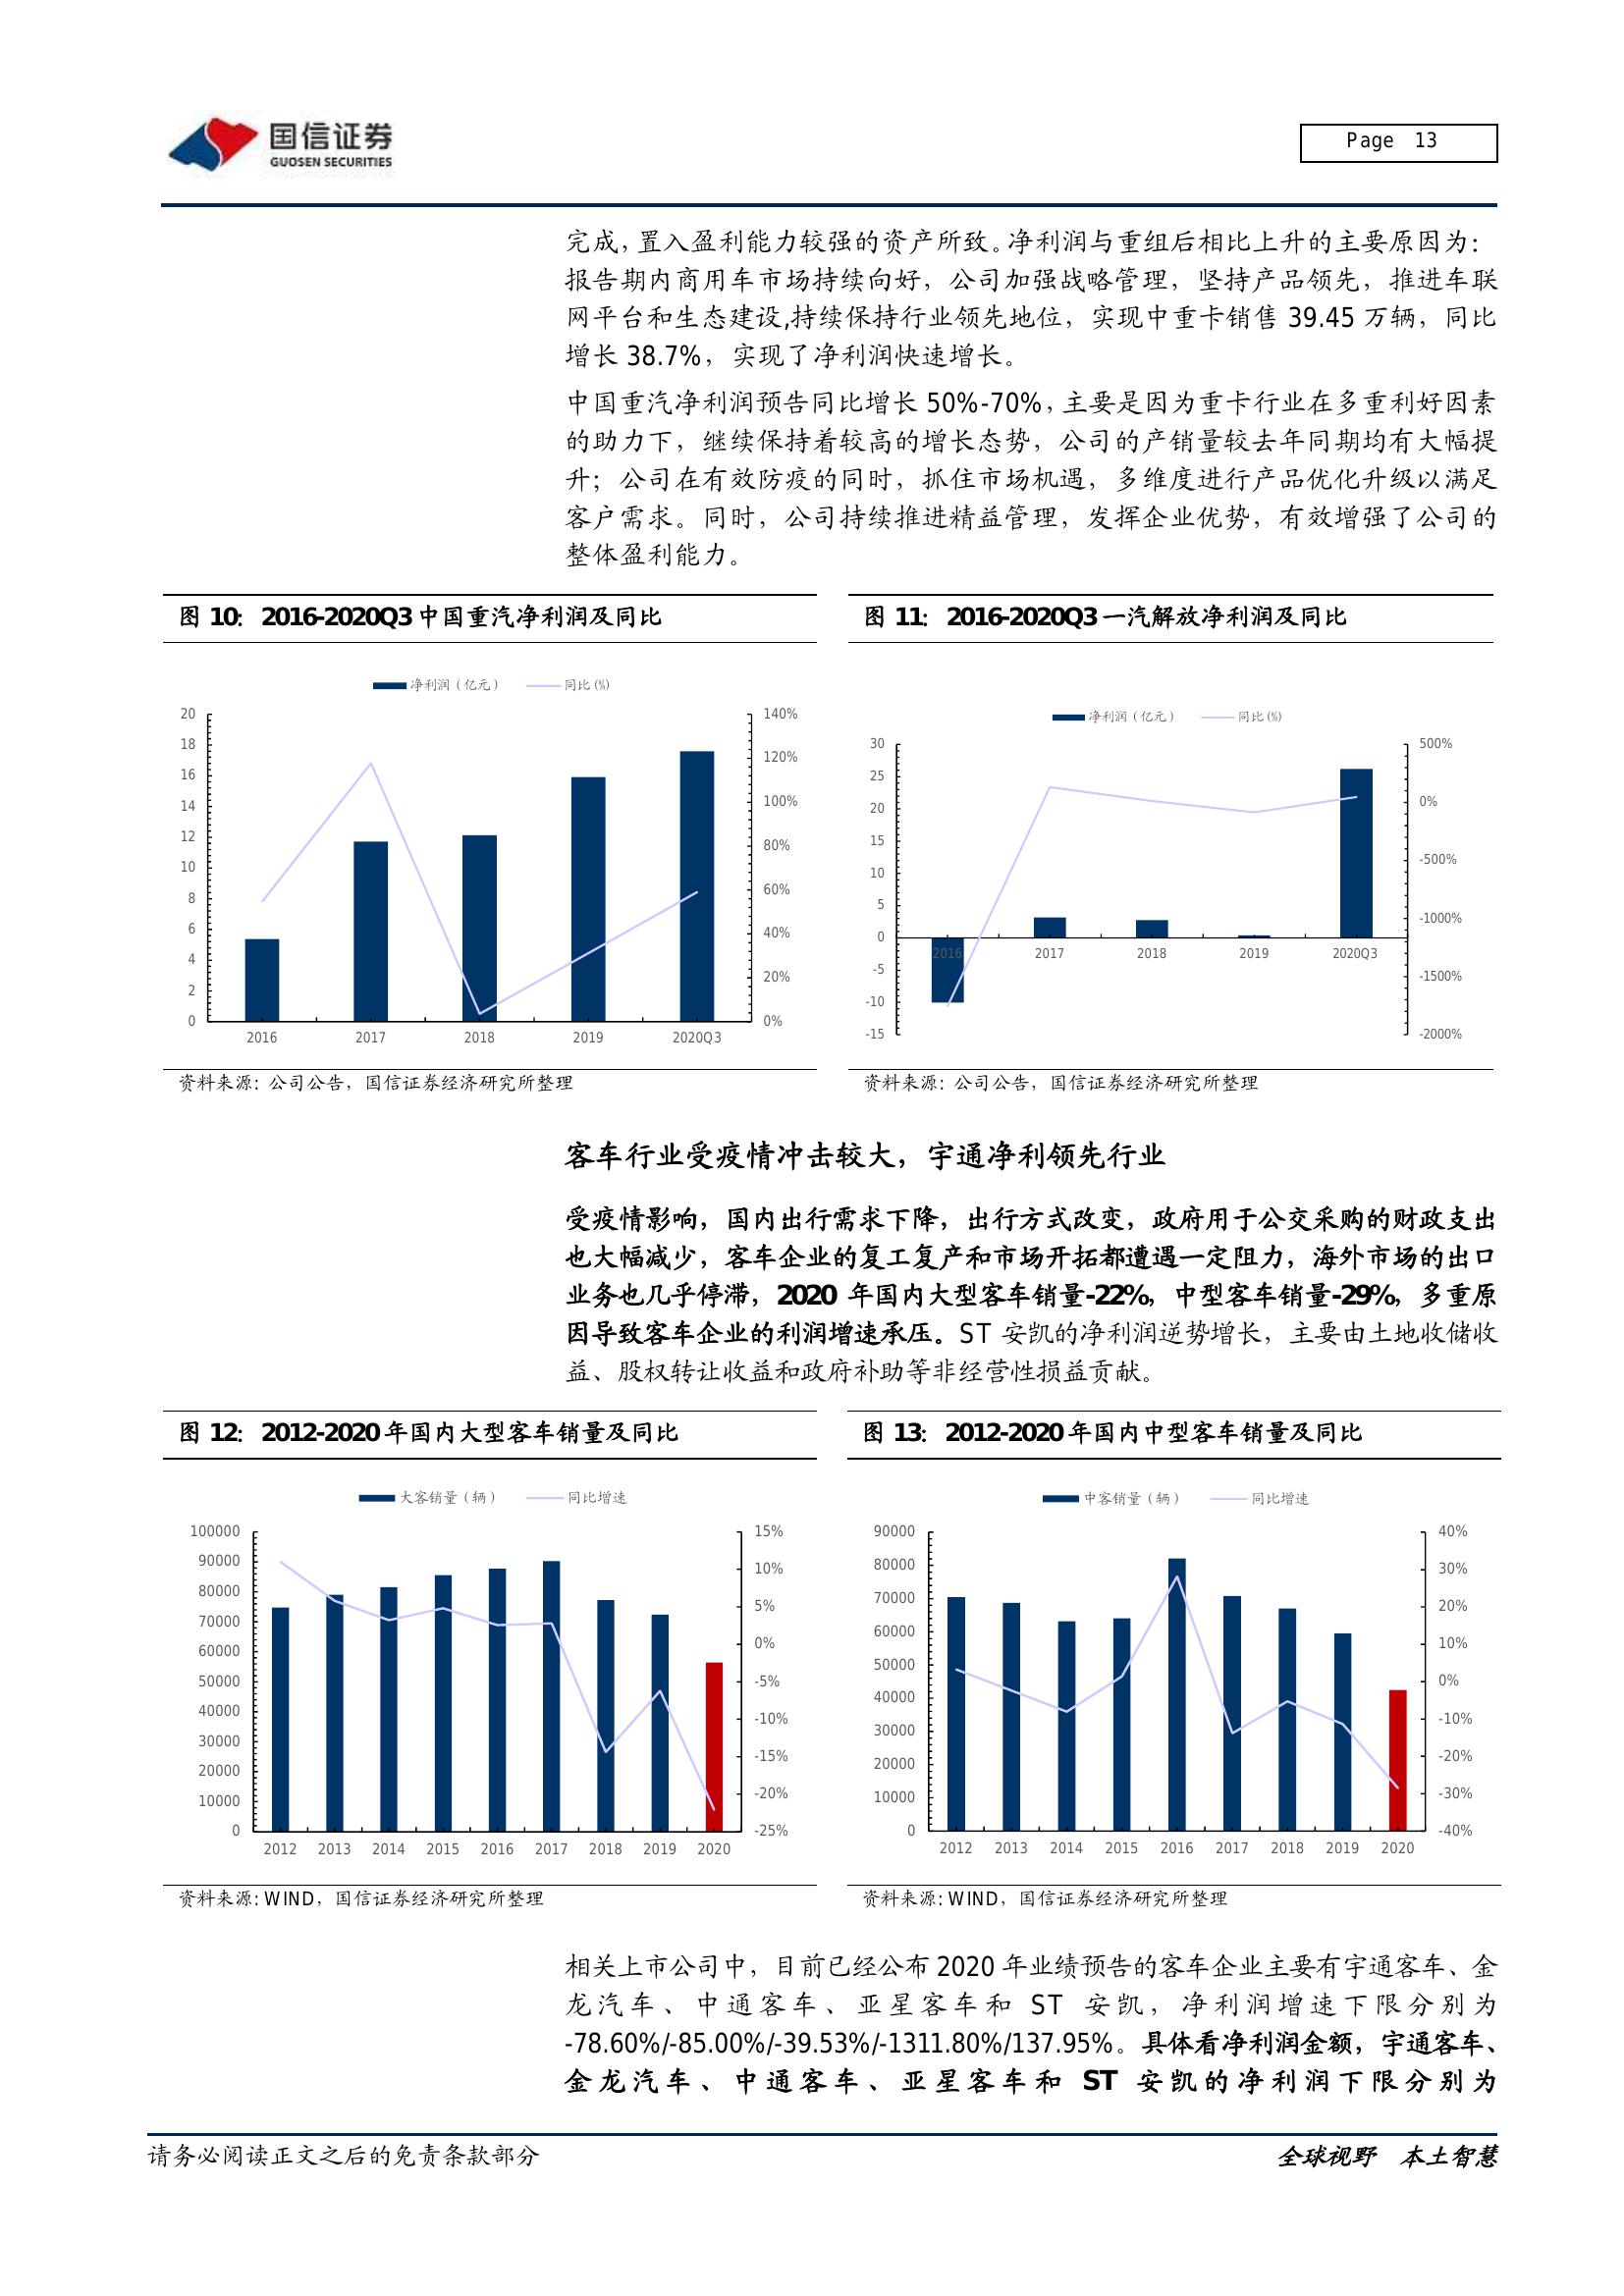 国信证券
GUOSEN SECURITIES
Page 13
完成，置入盈利能力较强的资产所致。净利润与重组后相比上升的主要原因为：
报告期内商用车市场持续向好，公司加强战略管理，坚持产品领先，推进车联
网平台和生态建设,持续保持行业领先地位，实现中重卡销售 39.45 万辆，同比
增长 38.7%，实现了净利润快速增长。
中国重汽净利润预告同比增长 50%-70%，主要是因为重卡行业在多重利好因素
的助力下，继续保持着较高的增长态势，公司的产销量较去年同期均有大幅提
升；公司在有效防疫的同时，抓住市场机遇，多维度进行产品优化升级以满足
客户需求。同时，公司持续推进精益管理，发挥企业优势，有效增强了公司的
整体盈利能力。
图 10： 2016-2020Q3 中国重汽净利润及同比
净利润（亿元） 同比(%)
20 140%
18 120%
16 100%
14 80%
12 60%
10 40%
8 20%
6 0%
4
2
0
2016 2017 2018 2019 2020Q3
资料来源：公司公告，国信证券经济研究所整理
图 11： 2016-2020Q3 一汽解放净利润及同比
净利润（亿元） 同比(%)
30 500%
25 0%
20 -500%
15 -1000%
10 -1500%
5 -2000%
0
-5
-10
-15
2016 2017 2018 2019 2020Q3
资料来源：公司公告，国信证券经济研究所整理
客车行业受疫情冲击较大，宇通净利领先行业
受疫情影响，国内出行需求下降，出行方式改变，政府用于公交采购的财政支出
也大幅减少，客车企业的复工复产和市场开拓都遭遇一定阻力，海外市场的出口
业务也几乎停滞，2020 年国内大型客车销量-22%，中型客车销量-29%，多重原
因导致客车企业的利润增速承压。ST 安凯的净利润逆势增长，主要由土地收储收
益、股权转让收益和政府补助等非经营性损益贡献。
图 12： 2012-2020 年国内大型客车销量及同比
大客销量（辆） 同比增速
100000 15%
90000 10%
80000 5%
70000 0%
60000 -5%
50000 -10%
40000 -15%
30000 -20%
20000 -25%
10000
0
2012 2013 2014 2015 2016 2017 2018 2019 2020
资料来源：WIND，国信证券经济研究所整理
图 13： 2012-2020 年国内中型客车销量及同比
中客销量（辆） 同比增速
90000 40%
80000 30%
70000 20%
60000 10%
50000 0%
40000 -10%
30000 -20%
20000 -30%
10000 -40%
0
2012 2013 2014 2015 2016 2017 2018 2019 2020
资料来源：WIND，国信证券经济研究所整理
相关上市公司中，目前已经公布 2020 年业绩预告的客车企业主要有宇通客车、金
龙汽车、中通客车、亚星客车和 ST 安凯，净利润增速下限分别为
-78.60%/-85.00%/-39.53%/-1311.80%/137.95%。具体看净利润金额，宇通客车、
金龙汽车、中通客车、亚星客车和 ST 安凯的净利润下限分别为
请务必阅读正文之后的免责条款部分
全球视野 本土智慧